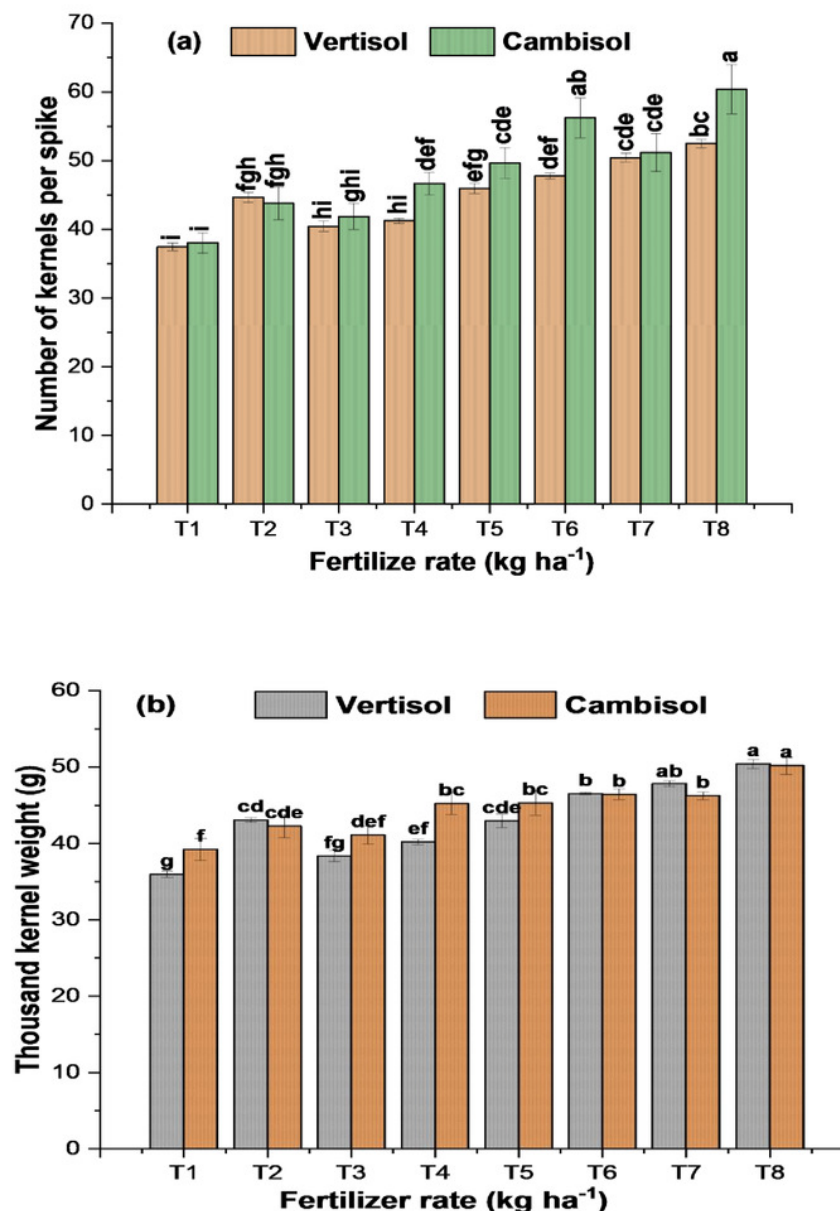 (a) Vertisol Cambisol
Number of kernels per spike
70
60
50
40
30
20
10
0
i i fgh fgh hi ghi hi def efg cde def ab cde cde bc a
T1 T2 T3 T4 T5 T6 T7 T8
Fertilize rate (kg ha⁻¹)
(b) Vertisol Cambisol
Thousand kernel weight (g)
60
50
40
30
20
10
0
g f cd cde fg def ef bc cde bc b b ab b a a
T1 T2 T3 T4 T5 T6 T7 T8
Fertilizer rate (kg ha⁻¹)